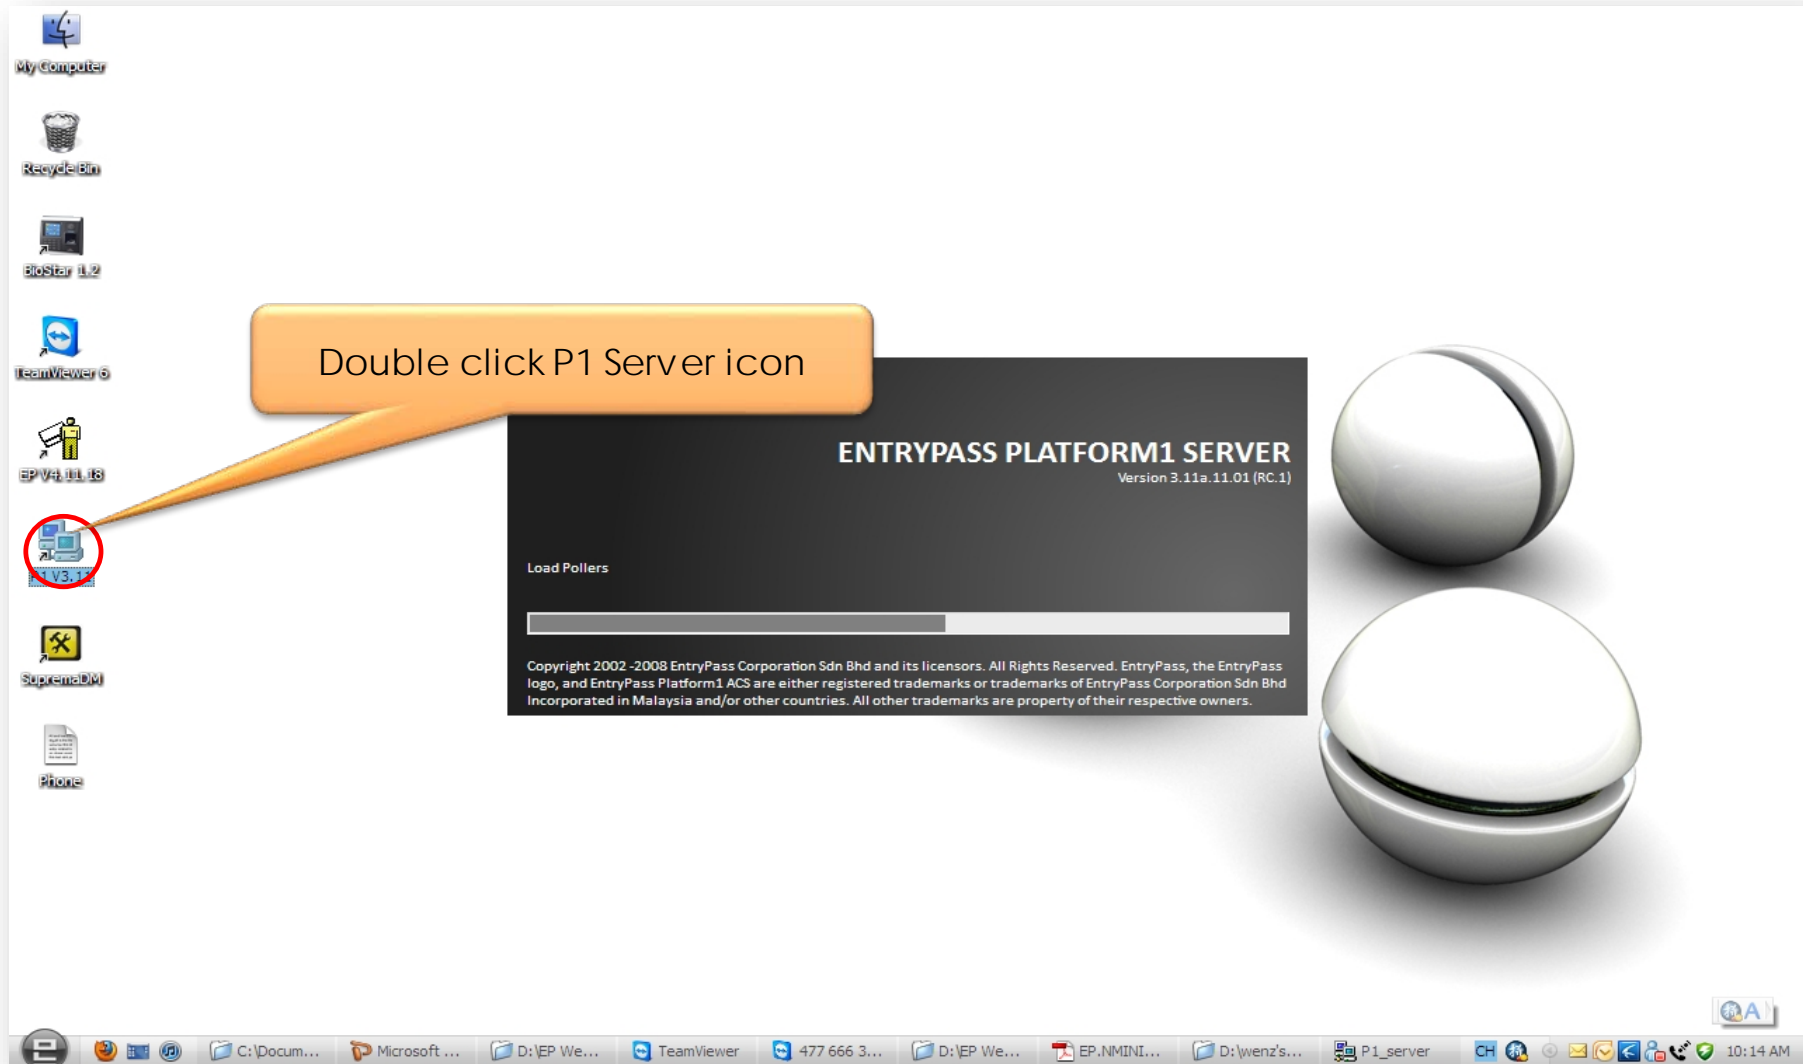 My Computer
Recycle Bin
BioStar 1.2
TeamViewer 6
EP V4.11.18
P1 V3.11
SupremaDM
Phone
Double click P1 Server icon
ENTRYPASS PLATFORM1 SERVER
Version 3.11a.11.01 (RC.1)
Load Pollers
Copyright 2002 -2008 EntryPass Corporation Sdn Bhd and its licensors. All Rights Reserved. EntryPass, the EntryPass
logo, and EntryPass Platform1 ACS are either registered trademarks or trademarks of EntryPass Corporation Sdn Bhd
Incorporated in Malaysia and/or other countries. All other trademarks are property of their respective owners.
A
C:\Docum...
Microsoft ...
D:\EP We...
TeamViewer
477 666 3...
D:\EP We...
EP.NMINI...
D:\wenz's...
P1_server
CH
10:14 AM